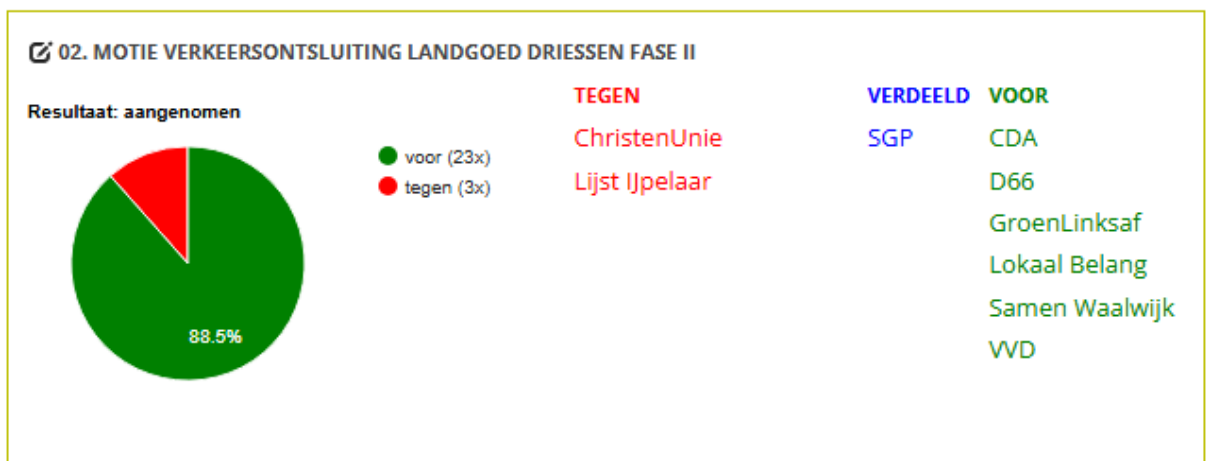 02. MOTIE VERKEERSONTSLUITING LANDGOED DRIESSEN FASE II
Resultaat: aangenomen
88.5%
voor (23x)
tegen (3x)
TEGEN
ChristenUnie
Lijst IJpelaar
VERDEELD
SGP
VOOR
CDA
D66
GroenLinksaf
Lokaal Belang
Samen Waalwijk
VVD